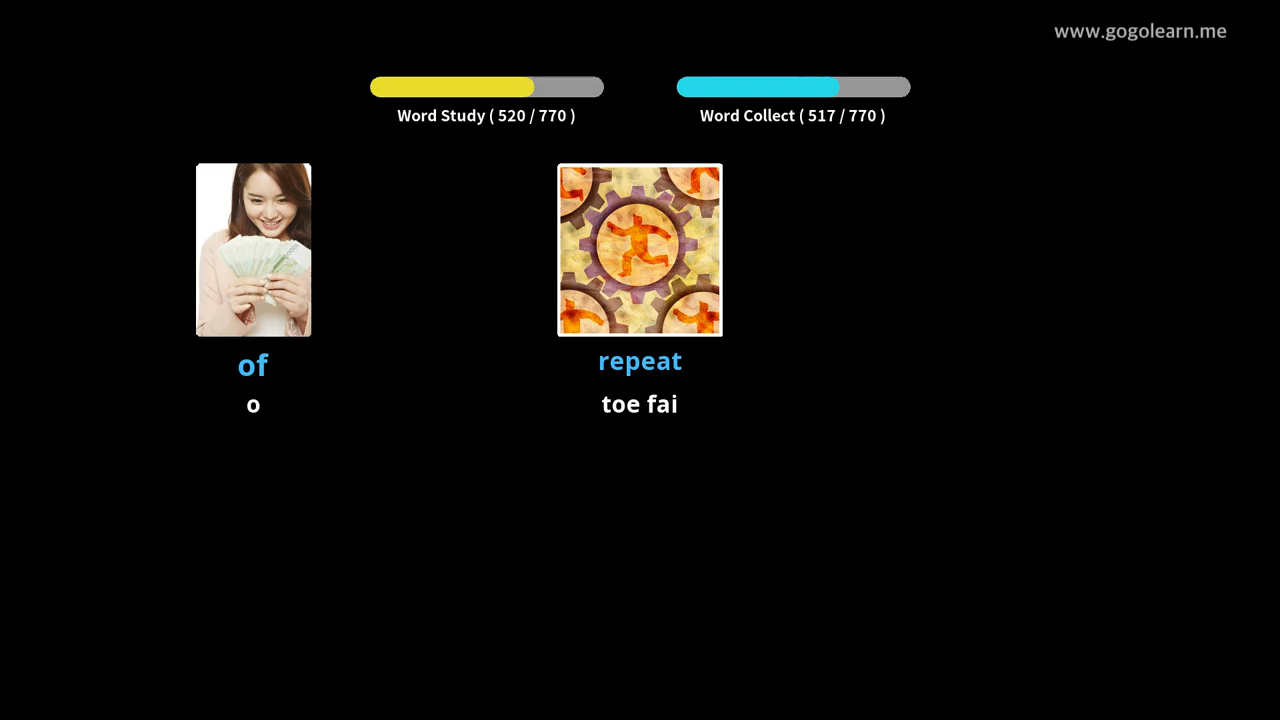 www.gogolearn.me
Word Study ( 520 / 770 )
Word Collect ( 517 / 770 )
of
o
repeat
toe fai